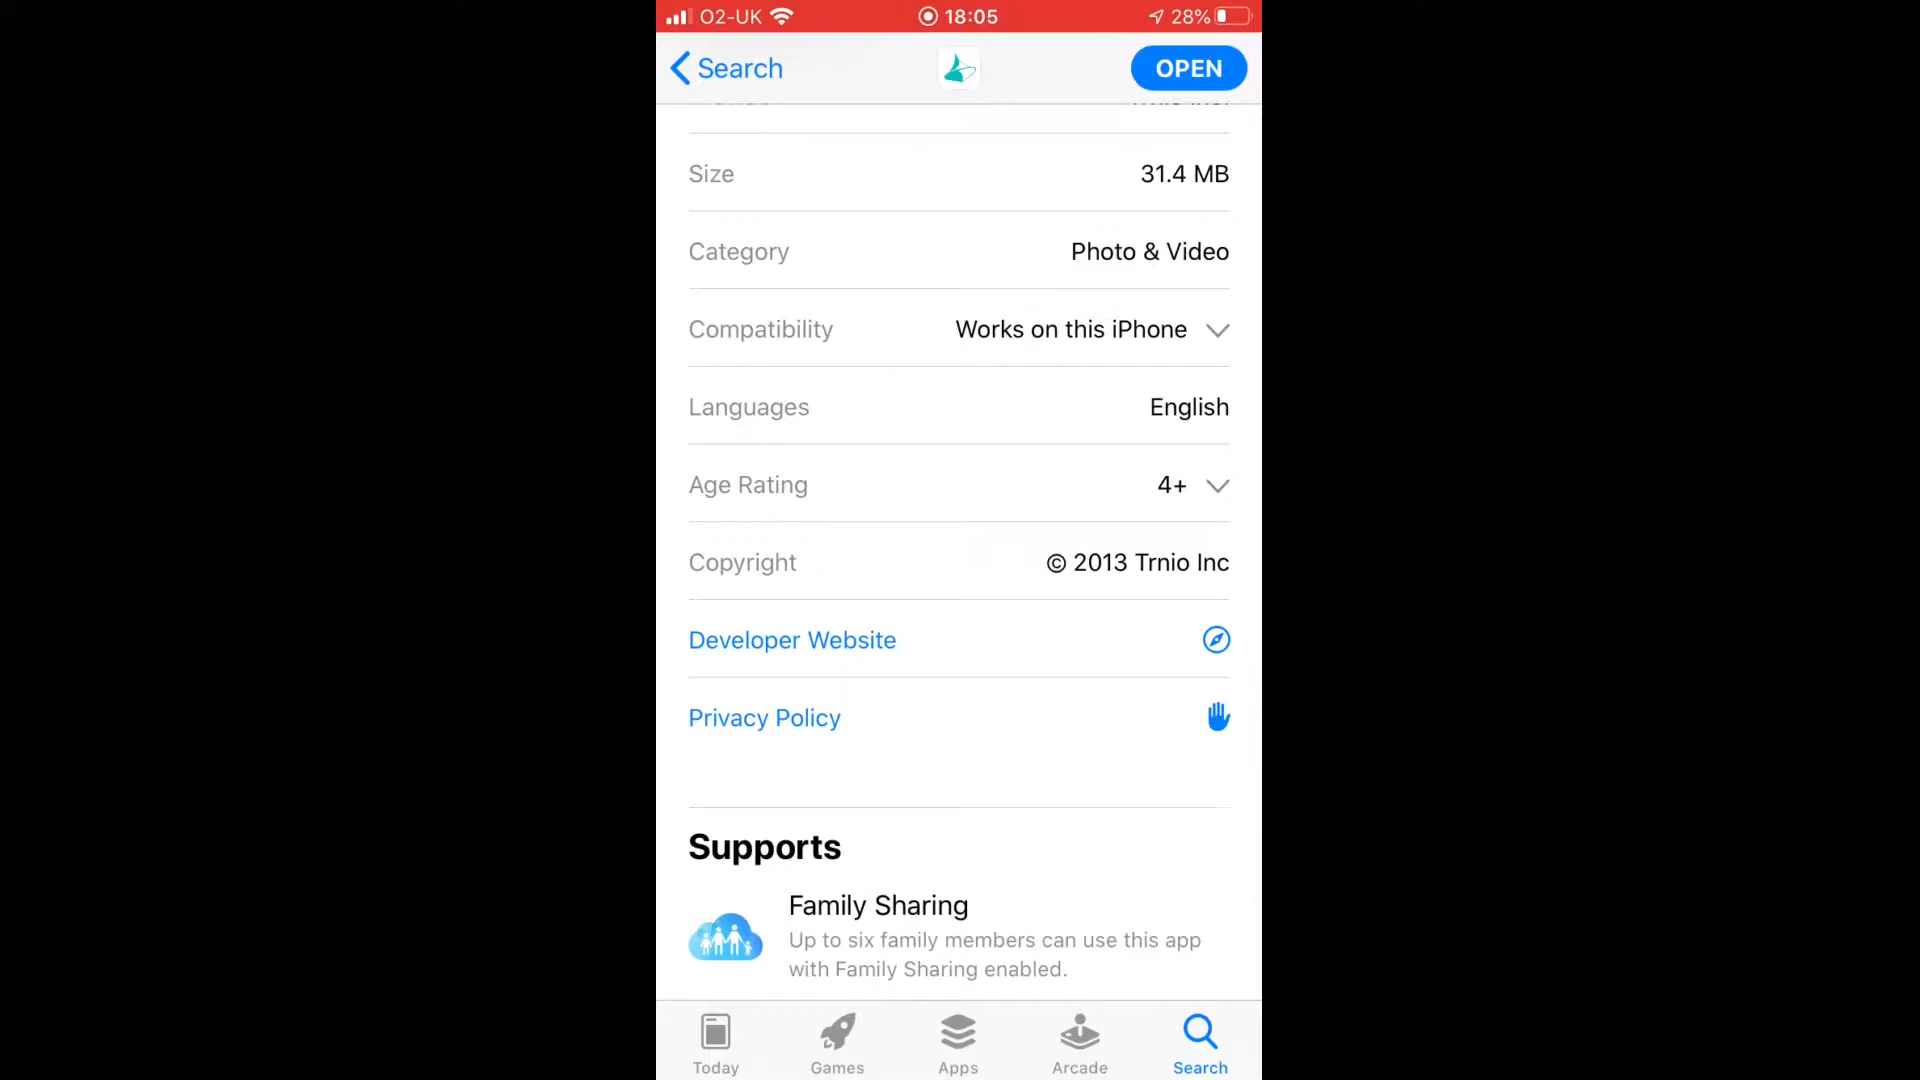 O2-UK 18:05 28%
Search OPEN
Size 31.4 MB
Category Photo & Video
Compatibility Works on this iPhone
Languages English
Age Rating 4+
Copyright © 2013 Trnio Inc
Developer Website
Privacy Policy
Supports
Family Sharing
Up to six family members can use this app
with Family Sharing enabled.
Today Games Apps Arcade Search